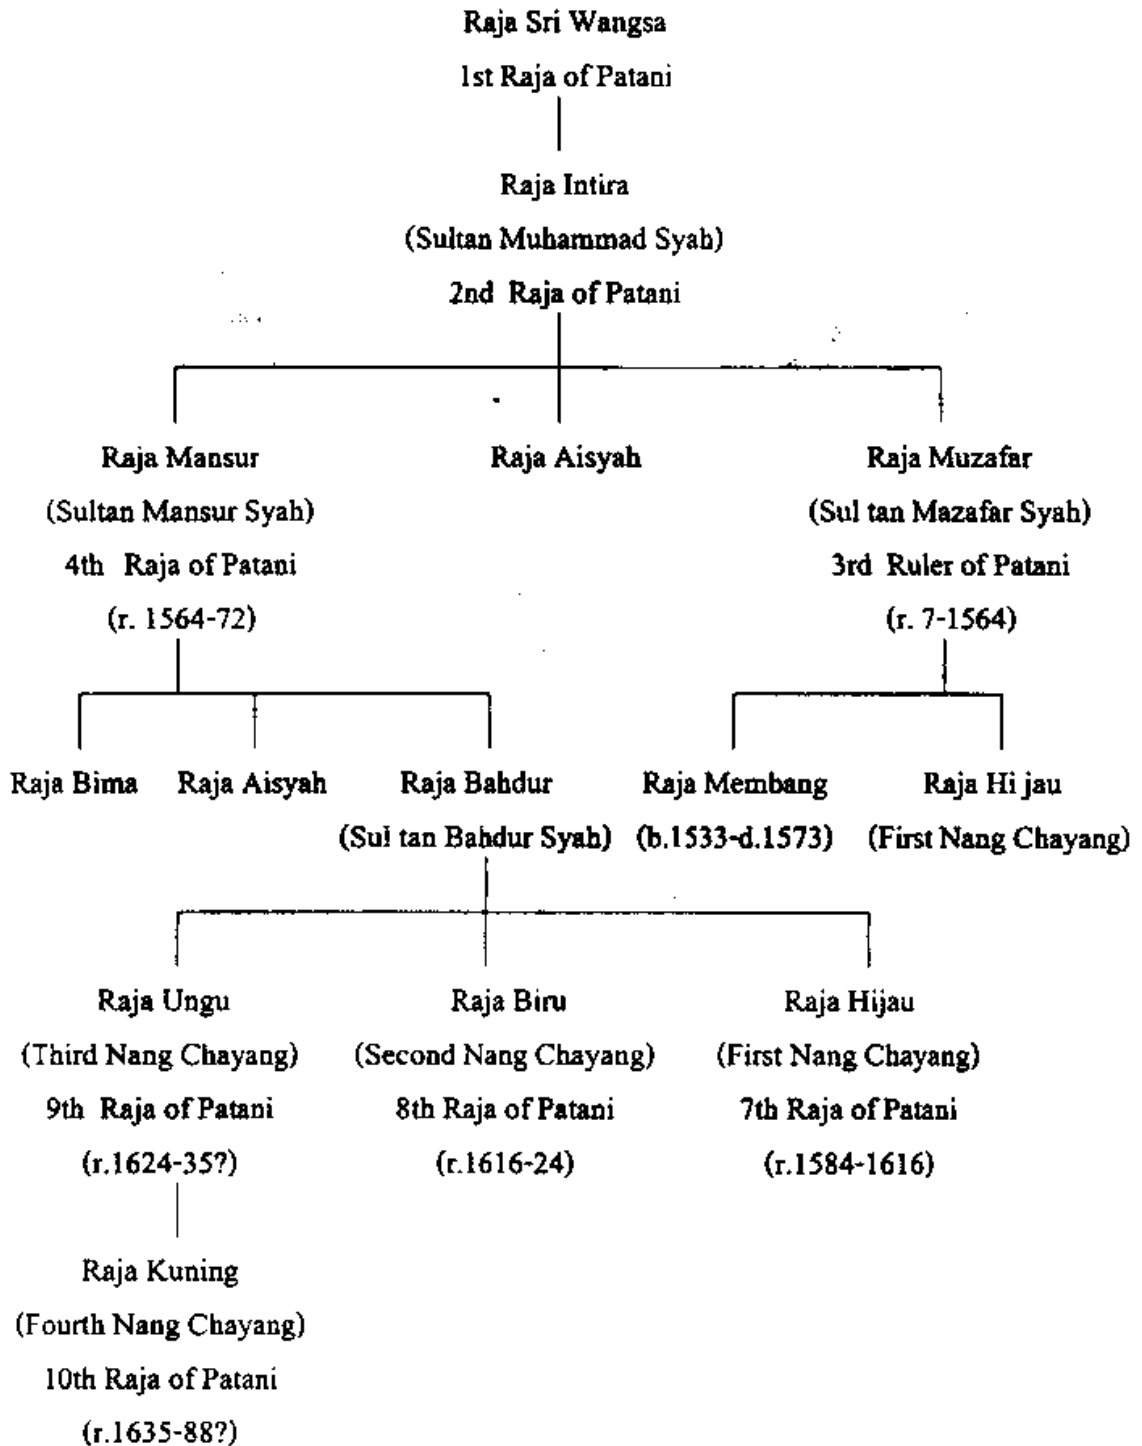 Raja Sri Wangsa
1st Raja of Patani
Raja Intira
(Sultan Muhammad Syah)
2nd Raja of Patani
Raja Mansur
(Sultan Mansur Syah)
4th Raja of Patani
(r. 1564-72)
Raja Aisyah
Raja Muzafar
(Sul tan Mazafar Syah)
3rd Ruler of Patani
(r. 7-1564)
Raja Bima
Raja Aisyah
Raja Bahdur
(Sul tan Bahdur Syah)
Raja Membang
(b.1533-d.1573)
Raja Hi jau
(First Nang Chayang)
Raja Ungu
(Third Nang Chayang)
9th Raja of Patani
(r.1624-35?)
Raja Biru
(Second Nang Chayang)
8th Raja of Patani
(r.1616-24)
Raja Hijau
(First Nang Chayang)
7th Raja of Patani
(r.1584-1616)
Raja Kuning
(Fourth Nang Chayang)
10th Raja of Patani
(r.1635-88?)